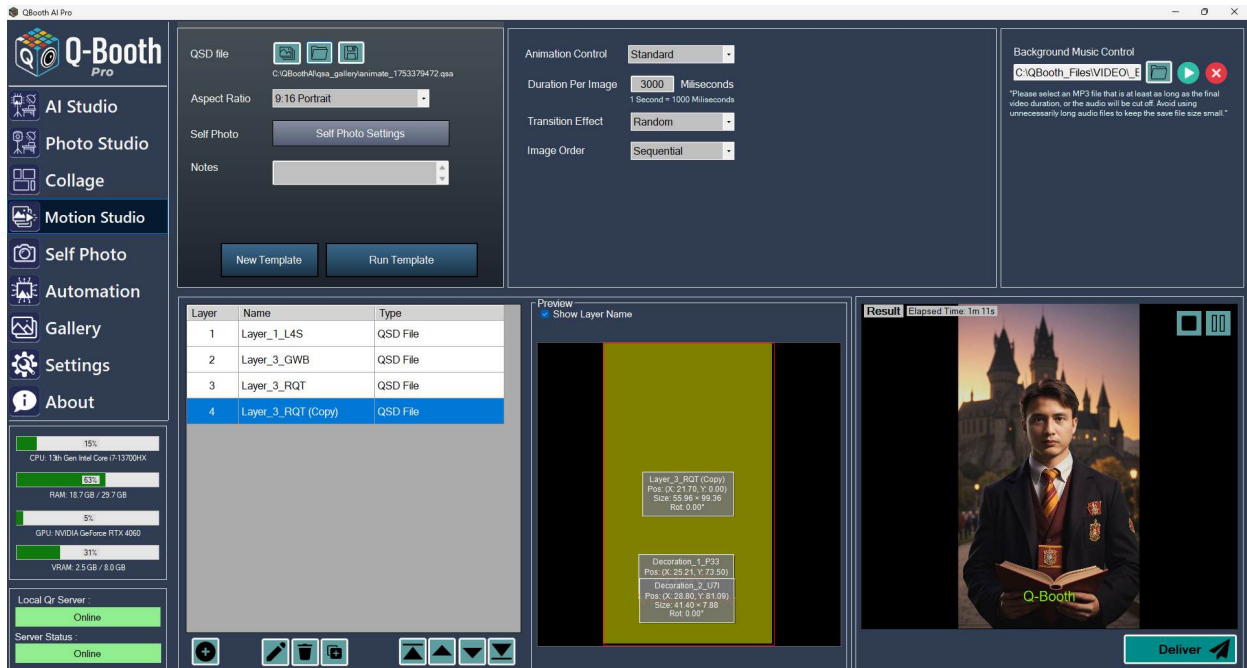 QBooth AI Pro
Q-Booth
Pro
AI Studio
Photo Studio
Collage
Motion Studio
Self Photo
Automation
Gallery
Settings
About
15%
CPU: 13th Gen Intel Core i7-13700HX
63%
RAM: 18.7 GB / 29.7 GB
5%
GPU: NVIDIA GeForce RTX 4060
31%
VRAM: 2.5 GB / 8.0 GB
Local Qr Server :
Online
Server Status :
Online
QSD file
C:\QBoothAI\qsa_gallery\animate_1753379472.qsa
Aspect Ratio 9:16 Portrait
Self Photo Self Photo Settings
Notes
New Template Run Template
Animation Control Standard
Duration Per Image 3000 Miliseconds
1 Second = 1000 Miliseconds
Transition Effect Random
Image Order Sequential
Background Music Control
C:\QBooth_Files\VIDEO\_E
"Please select an MP3 file that is at least as long as the final
video duration, or the audio will be cut off. Avoid using
unnecessarily long audio files to keep the save file size small."
Layer Name Type
1 Layer_1_L4S QSD File
2 Layer_3_GWB QSD File
3 Layer_3_RQT QSD File
4 Layer_3_RQT (Copy) QSD File
Preview
Show Layer Name
Layer_3_RQT (Copy)
Pos: (X: 21.70, Y: 0.00)
Size: 55.96 × 99.36
Rot: 0.00°
Decoration_1_P33
Pos: (X: 25.21, Y: 73.50)
Decoration_2_U7I
Pos: (X: 28.80, Y: 81.09)
Size: 41.40 × 7.88
Rot: 0.00°
Result Elapsed Time: 1m 11s
Q-Booth
Deliver